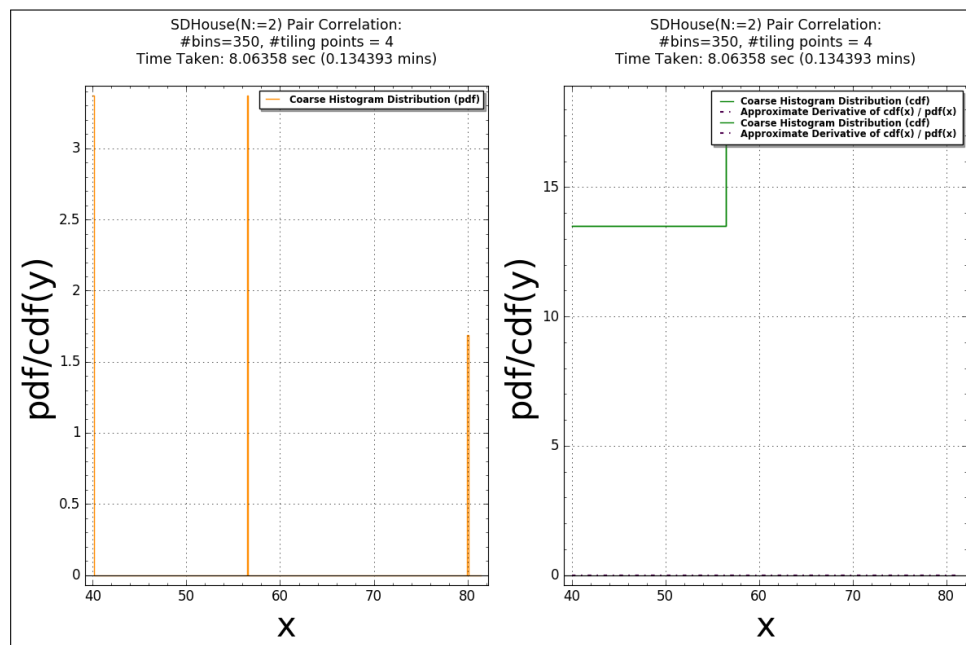 SDHouse(N:=2) Pair Correlation:
#bins=350, #tiling points = 4
Time Taken: 8.06358 sec (0.134393 mins)
Coarse Histogram Distribution (pdf)
3
2.5
2
1.5
1
0.5
0
40
50
60
70
80
pdf/cdf(y)
x
SDHouse(N:=2) Pair Correlation:
#bins=350, #tiling points = 4
Time Taken: 8.06358 sec (0.134393 mins)
Coarse Histogram Distribution (cdf)
Approximate Derivative of cdf(x) / pdf(x)
Coarse Histogram Distribution (cdf)
Approximate Derivative of cdf(x) / pdf(x)
15
10
5
0
40
50
60
70
80
pdf/cdf(y)
x